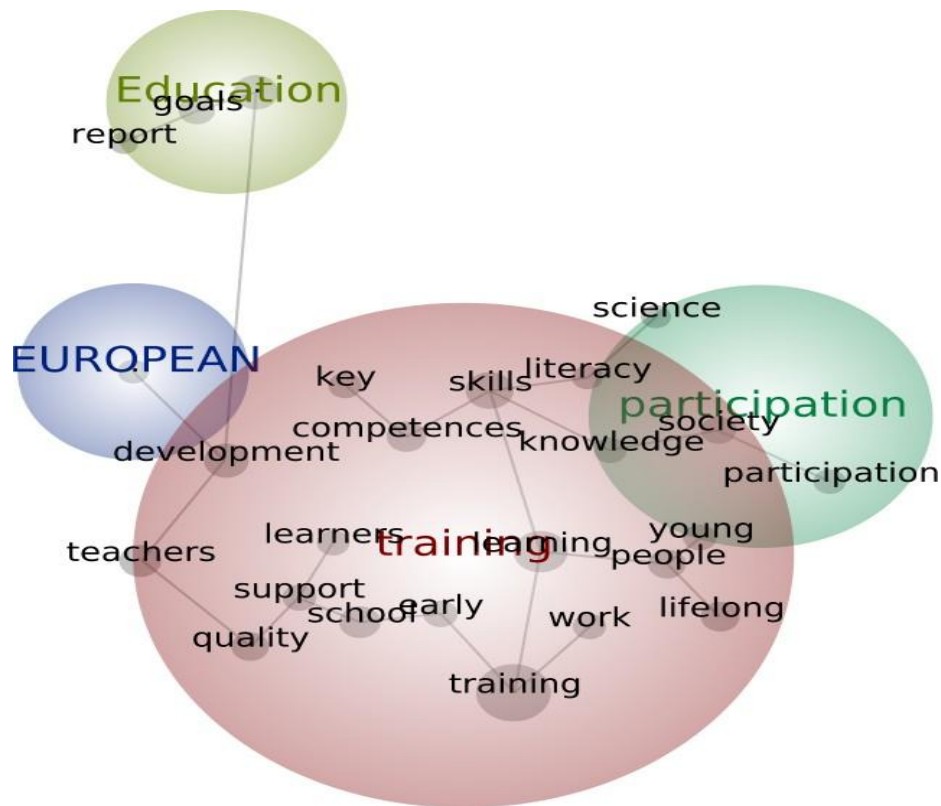 Education
goals
report
science
EUROPEAN
literacy
key
skills
participation
society
competences
knowledge
development
participation
learners
young
training
learning
teachers
people
support
early
lifelong
school
work
quality
training